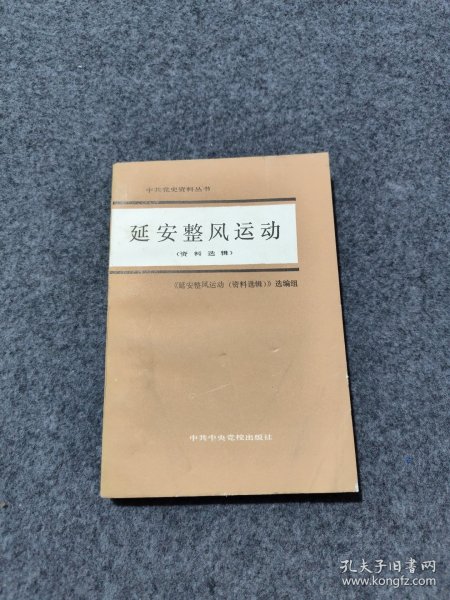 中共党史资料丛书
延安整风运动
（资料选辑）
《延安整风运动（资料选辑）》选编组
中共中央党校出版社
孔夫子旧书网
www.kongfz.com